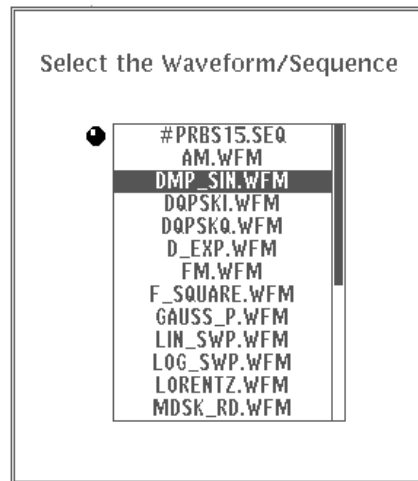 Select the Waveform/Sequence
#PRBS15.SEQ
AM.WFM
DMP_SIN.WFM
DQPSKI.WFM
DQPSKQ.WFM
D_EXP.WFM
FM.WFM
F_SQUARE.WFM
GAUSS_P.WFM
LIN_SWP.WFM
LOG_SWP.WFM
LORENTZ.WFM
MDSK_RD.WFM